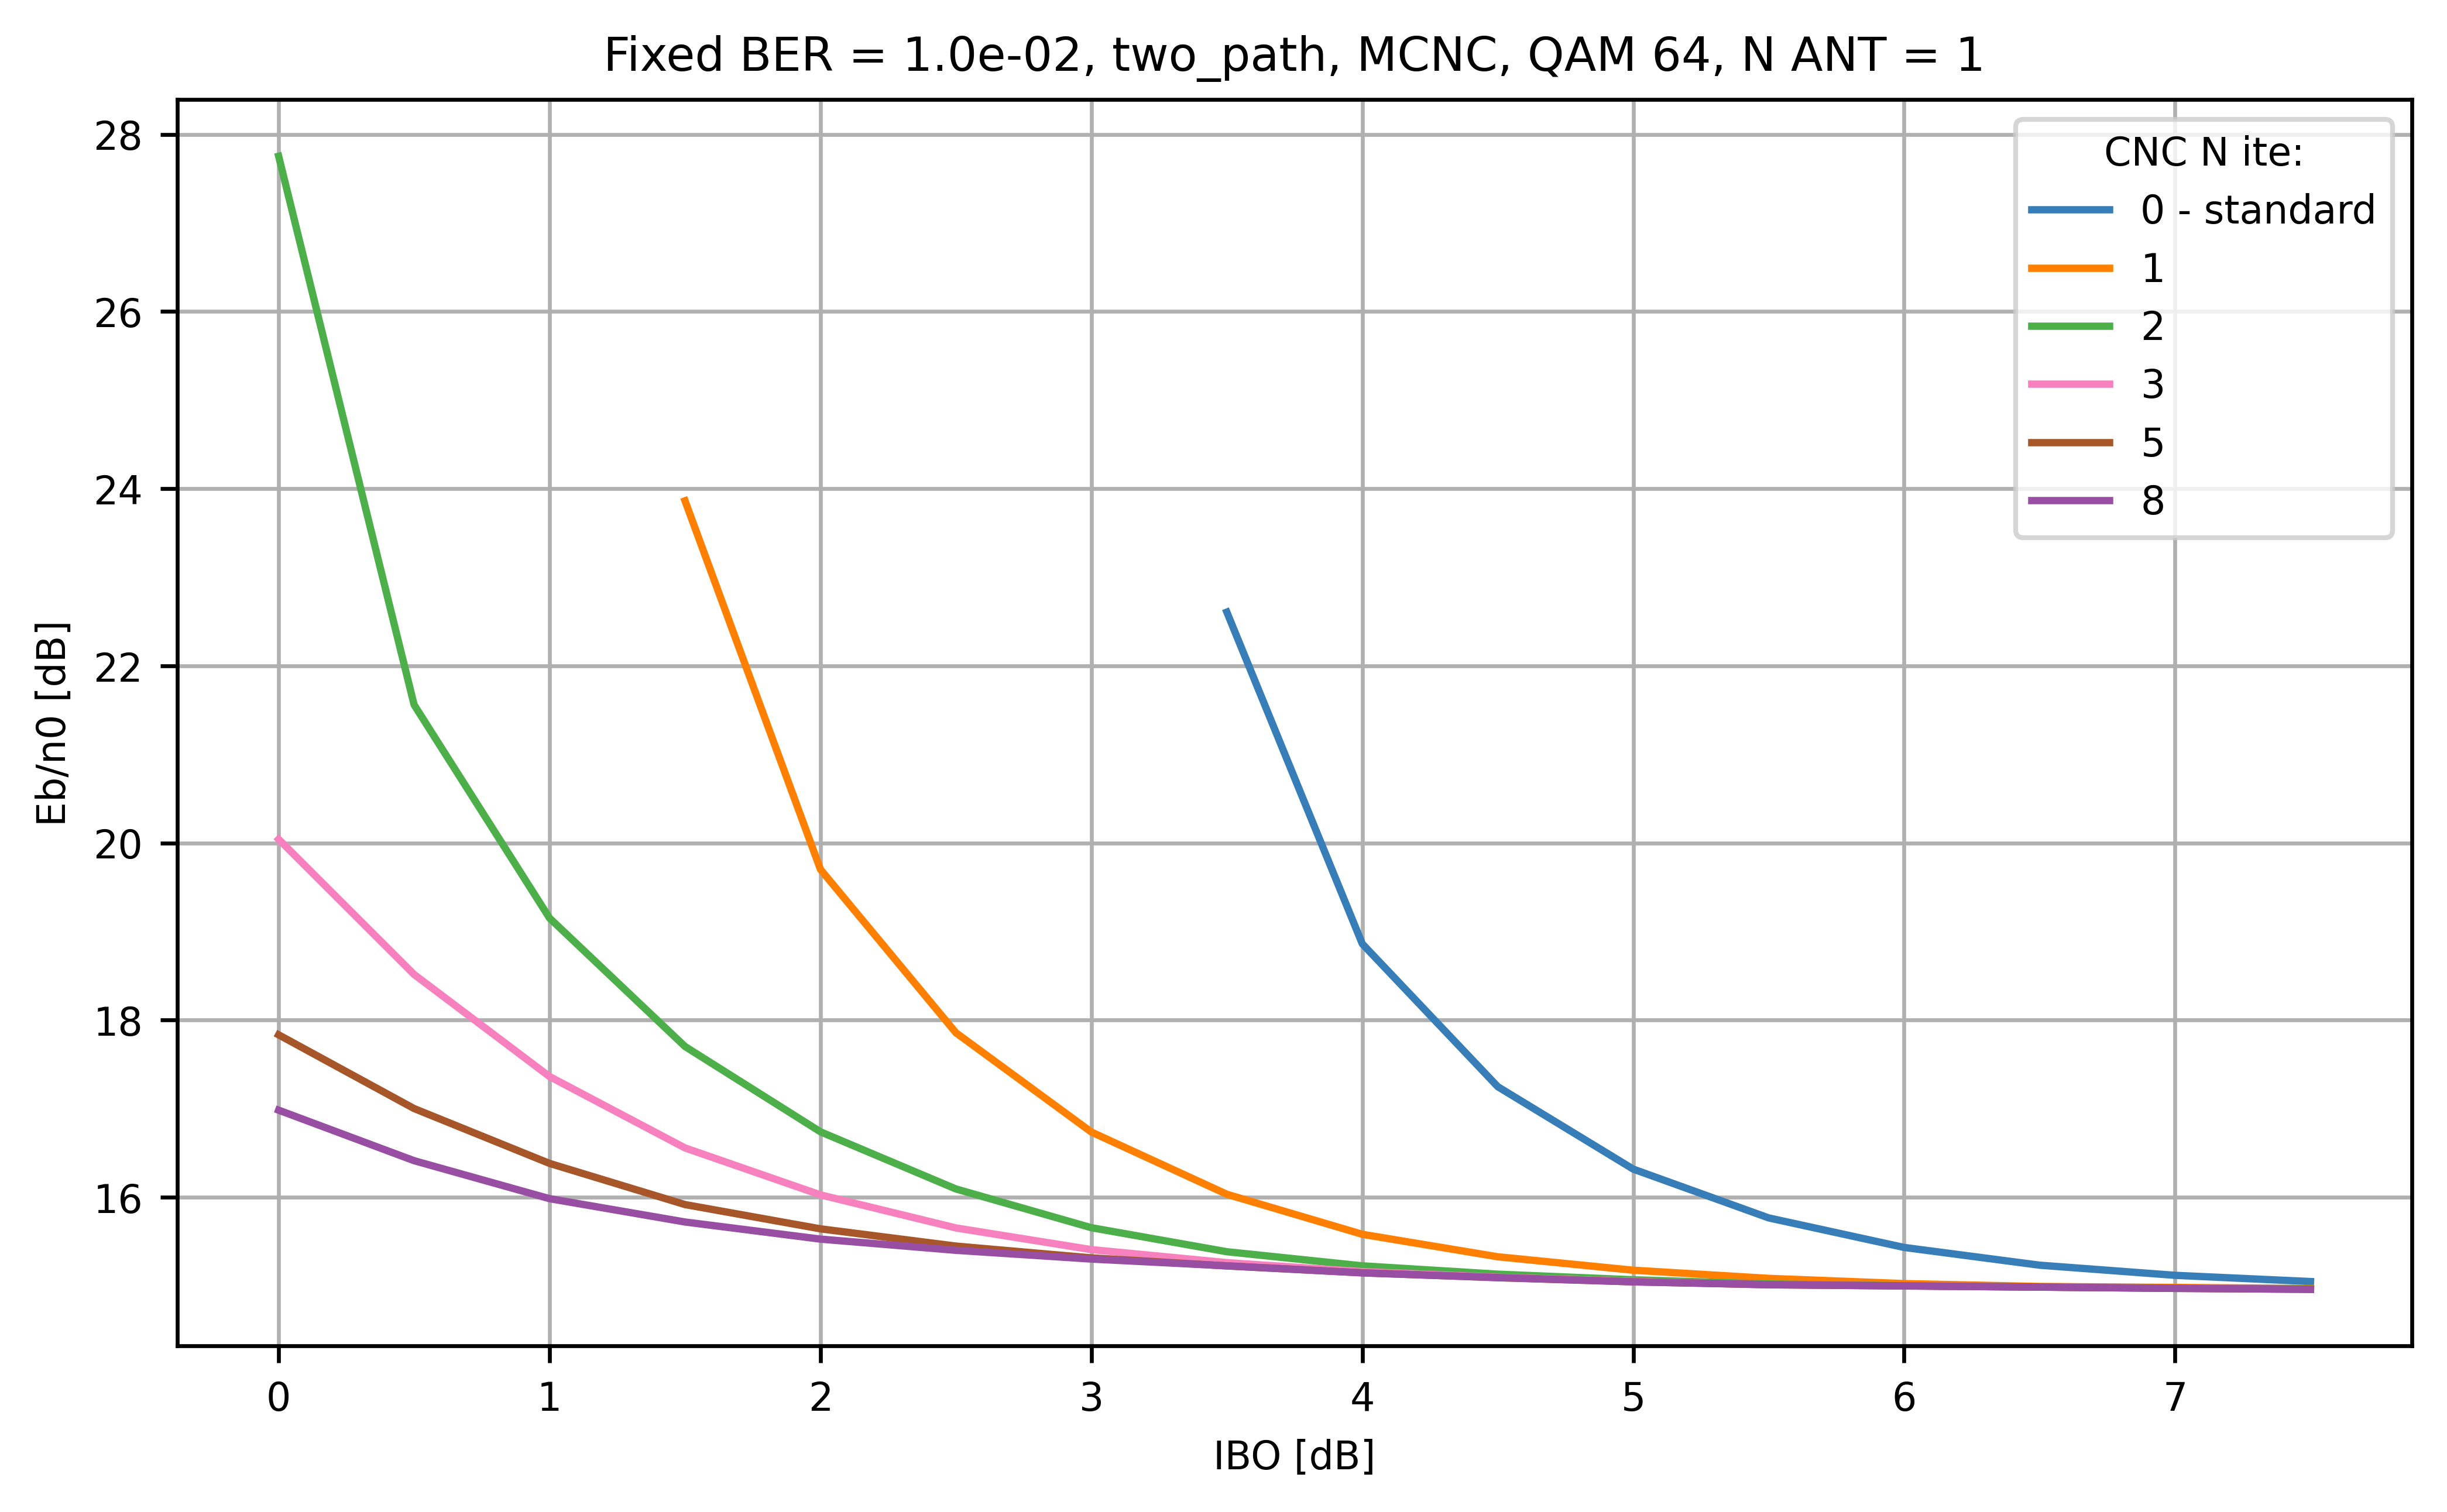 Fixed BER = 1.0e-02, two_path, MCNC, QAM 64, N ANT = 1
28
26
24
22
20
18
16
Eb/n0 [dB]
CNC N ite:
0 - standard
1
2
3
5
8
0 1 2 3 4 5 6 7
IBO [dB]